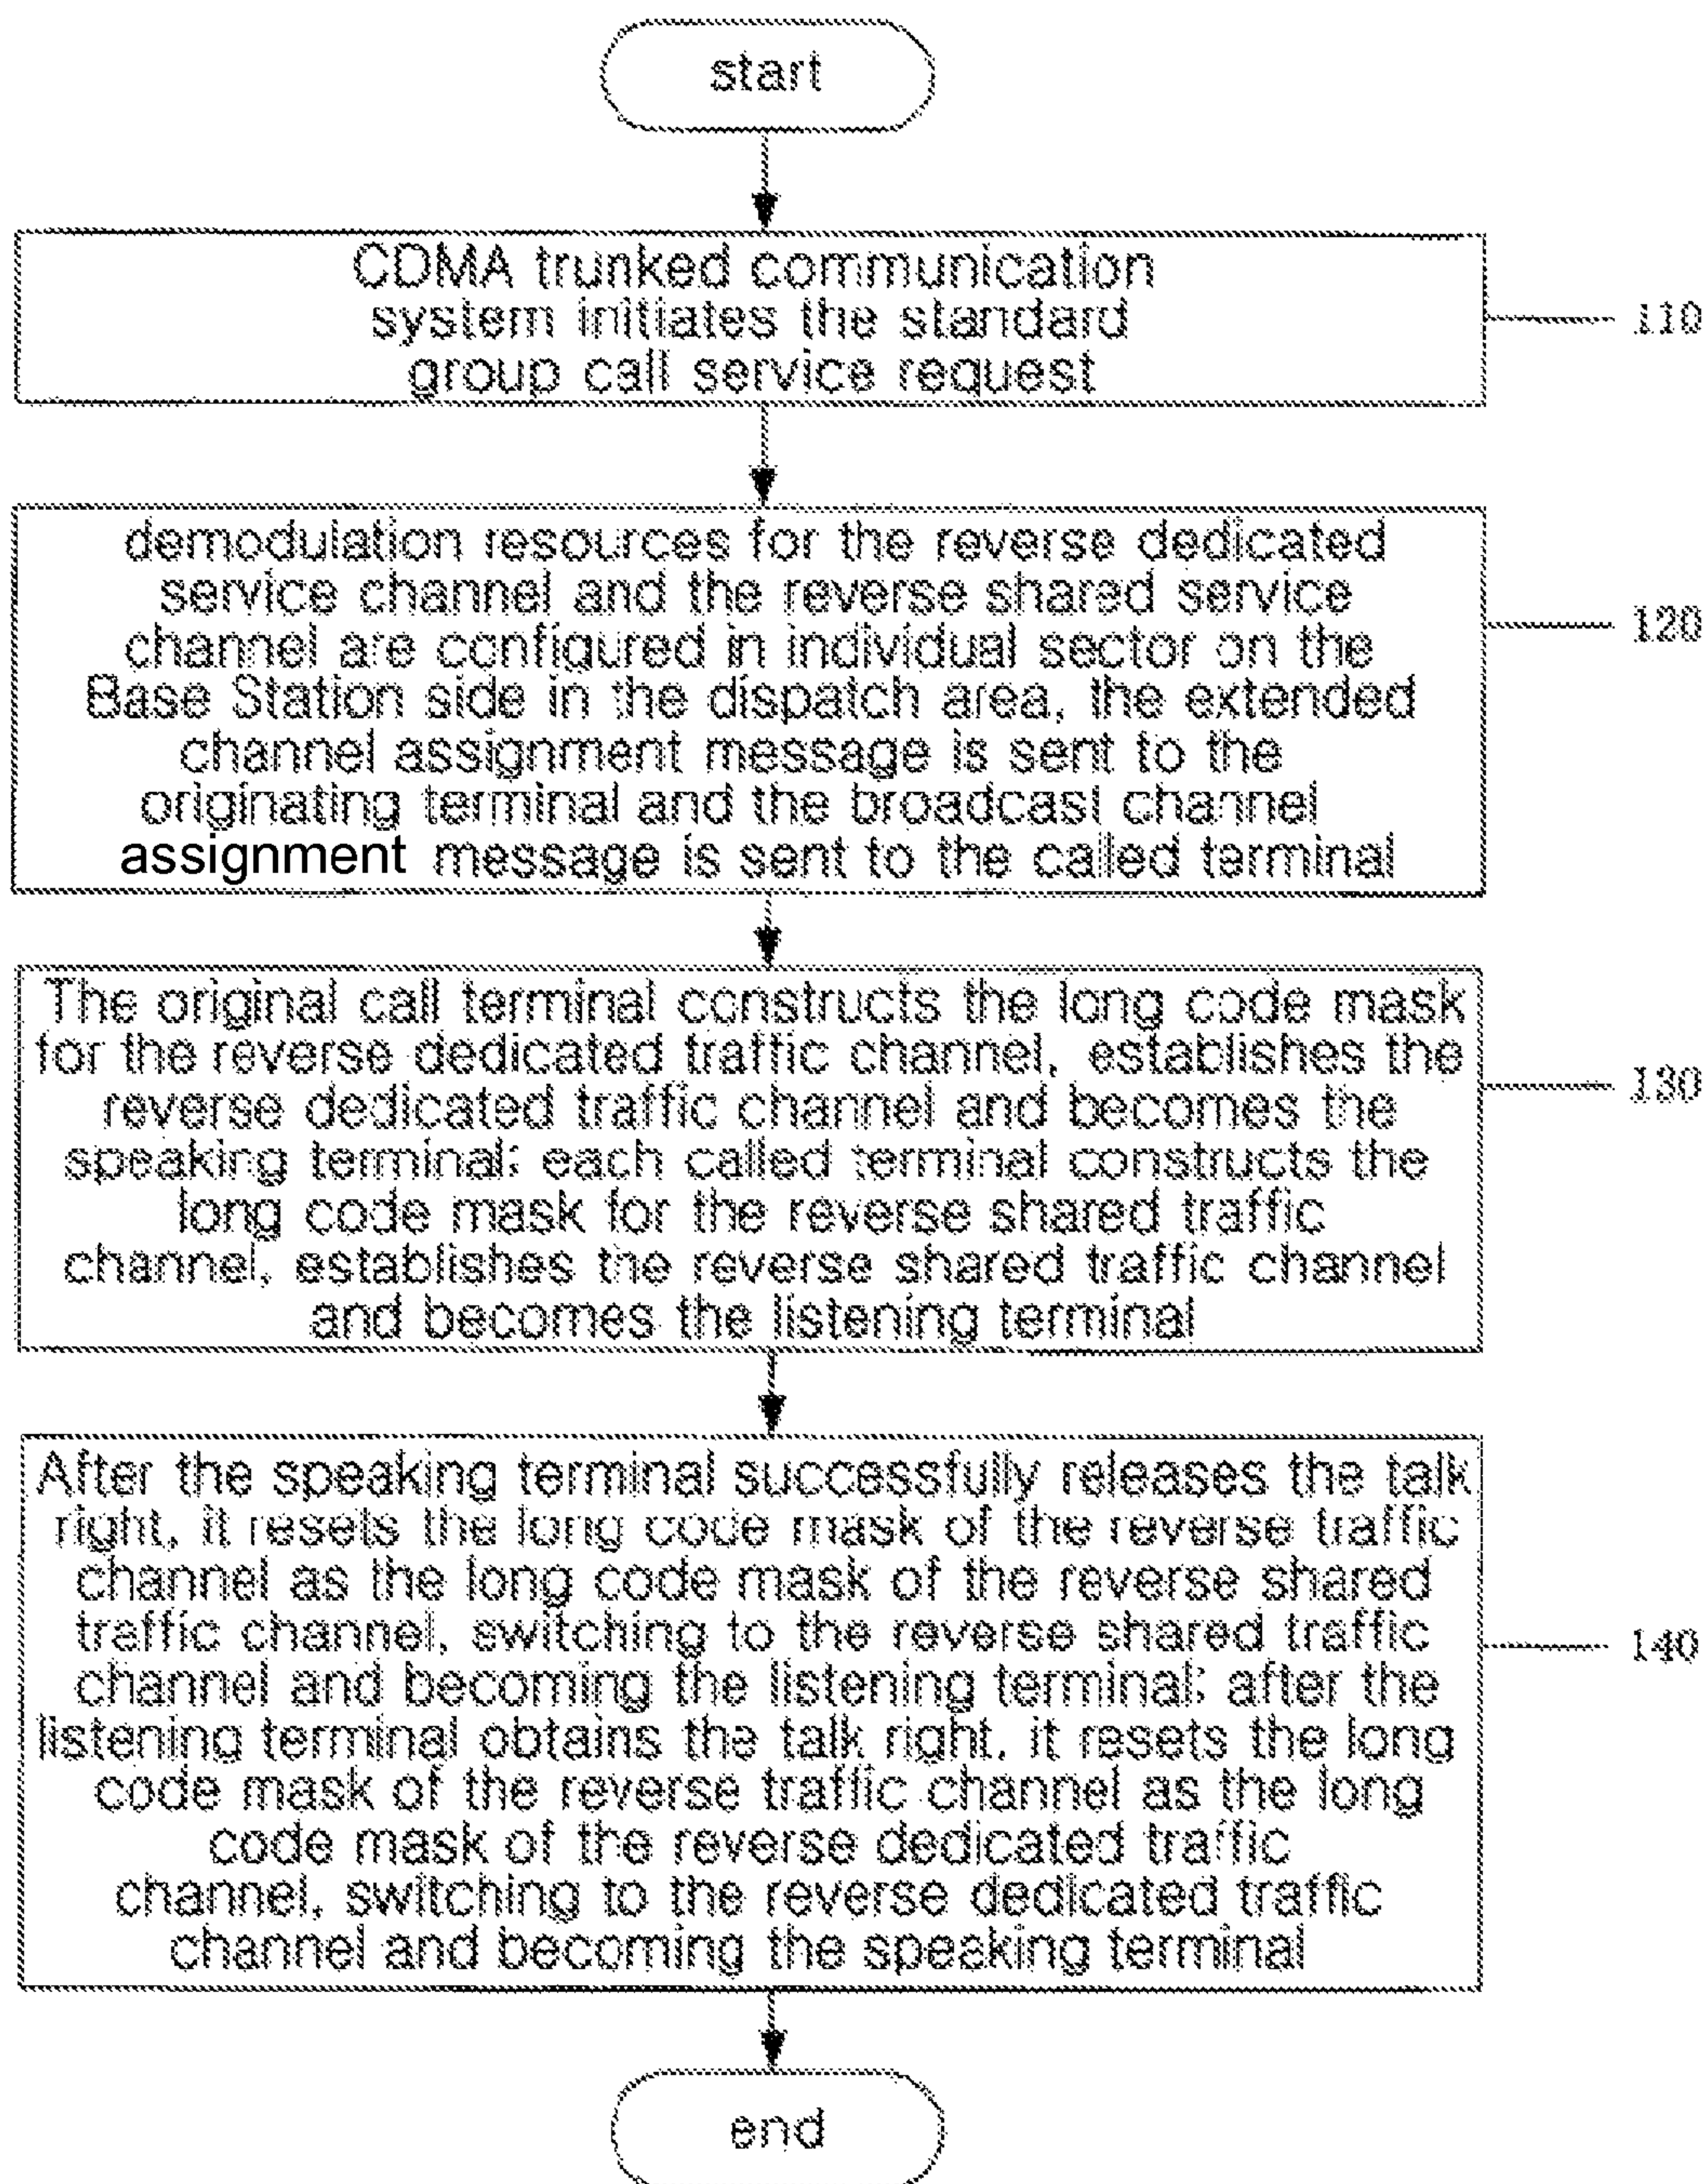 start
CDMA trunked communication
system initiates the standard
group call service request
110
demodulation resources for the reverse dedicated
service channel and the reverse shared service
channel are configured in individual sector on the
Base Station side in the dispatch area, the extended
channel assignment message is sent to the
originating terminal and the broadcast channel
assignment message is sent to the called terminal
120
The original call terminal constructs the long code mask
for the reverse dedicated traffic channel, establishes the
reverse dedicated traffic channel and becomes the
speaking terminal; each called terminal constructs the
long code mask for the reverse shared traffic
channel, establishes the reverse shared traffic channel
and becomes the listening terminal
130
After the speaking terminal successfully releases the talk
right, it resets the long code mask of the reverse traffic
channel as the long code mask of the reverse shared
traffic channel, switching to the reverse shared traffic
channel and becoming the listening terminal; after the
listening terminal obtains the talk right, it resets the long
code mask of the reverse traffic channel as the long
code mask of the reverse dedicated traffic
channel, switching to the reverse dedicated traffic
channel and becoming the speaking terminal
140
end